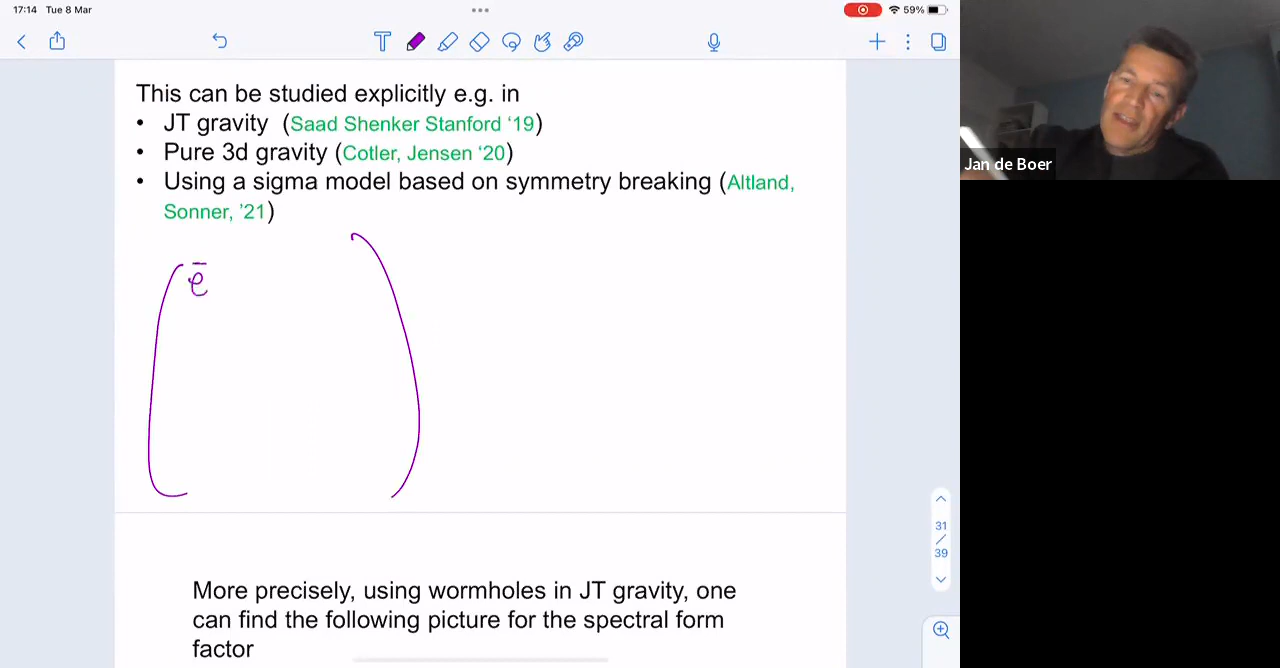 17:14 Tue 8 Mar
59%
This can be studied explicitly e.g. in
• JT gravity (Saad Shenker Stanford ‘19)
• Pure 3d gravity (Cotler, Jensen ‘20)
• Using a sigma model based on symmetry breaking (Altland,
Sonner, ’21)
Jan de Boer
31
39
More precisely, using wormholes in JT gravity, one
can find the following picture for the spectral form
factor